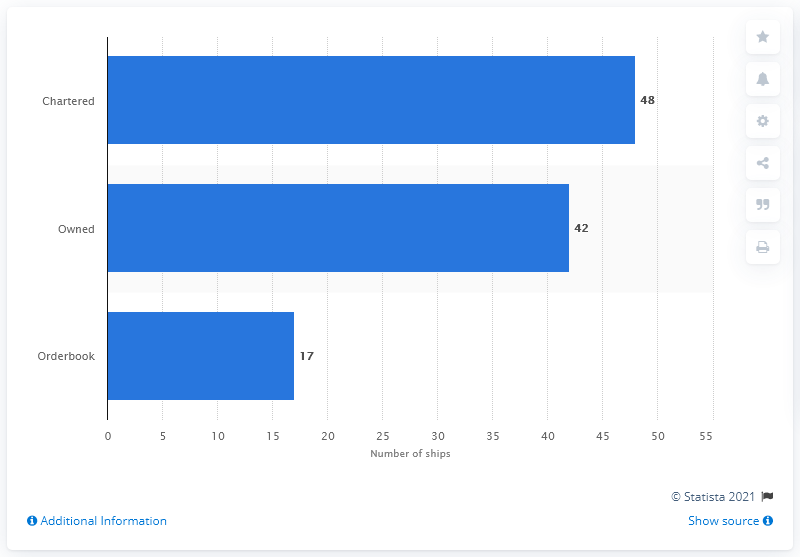 Chartered
48
Owned
42
Orderbook
17
0 5 10 15 20 25 30 35 40 45 50 55
Number of ships
© Statista 2021
Additional Information
Show source